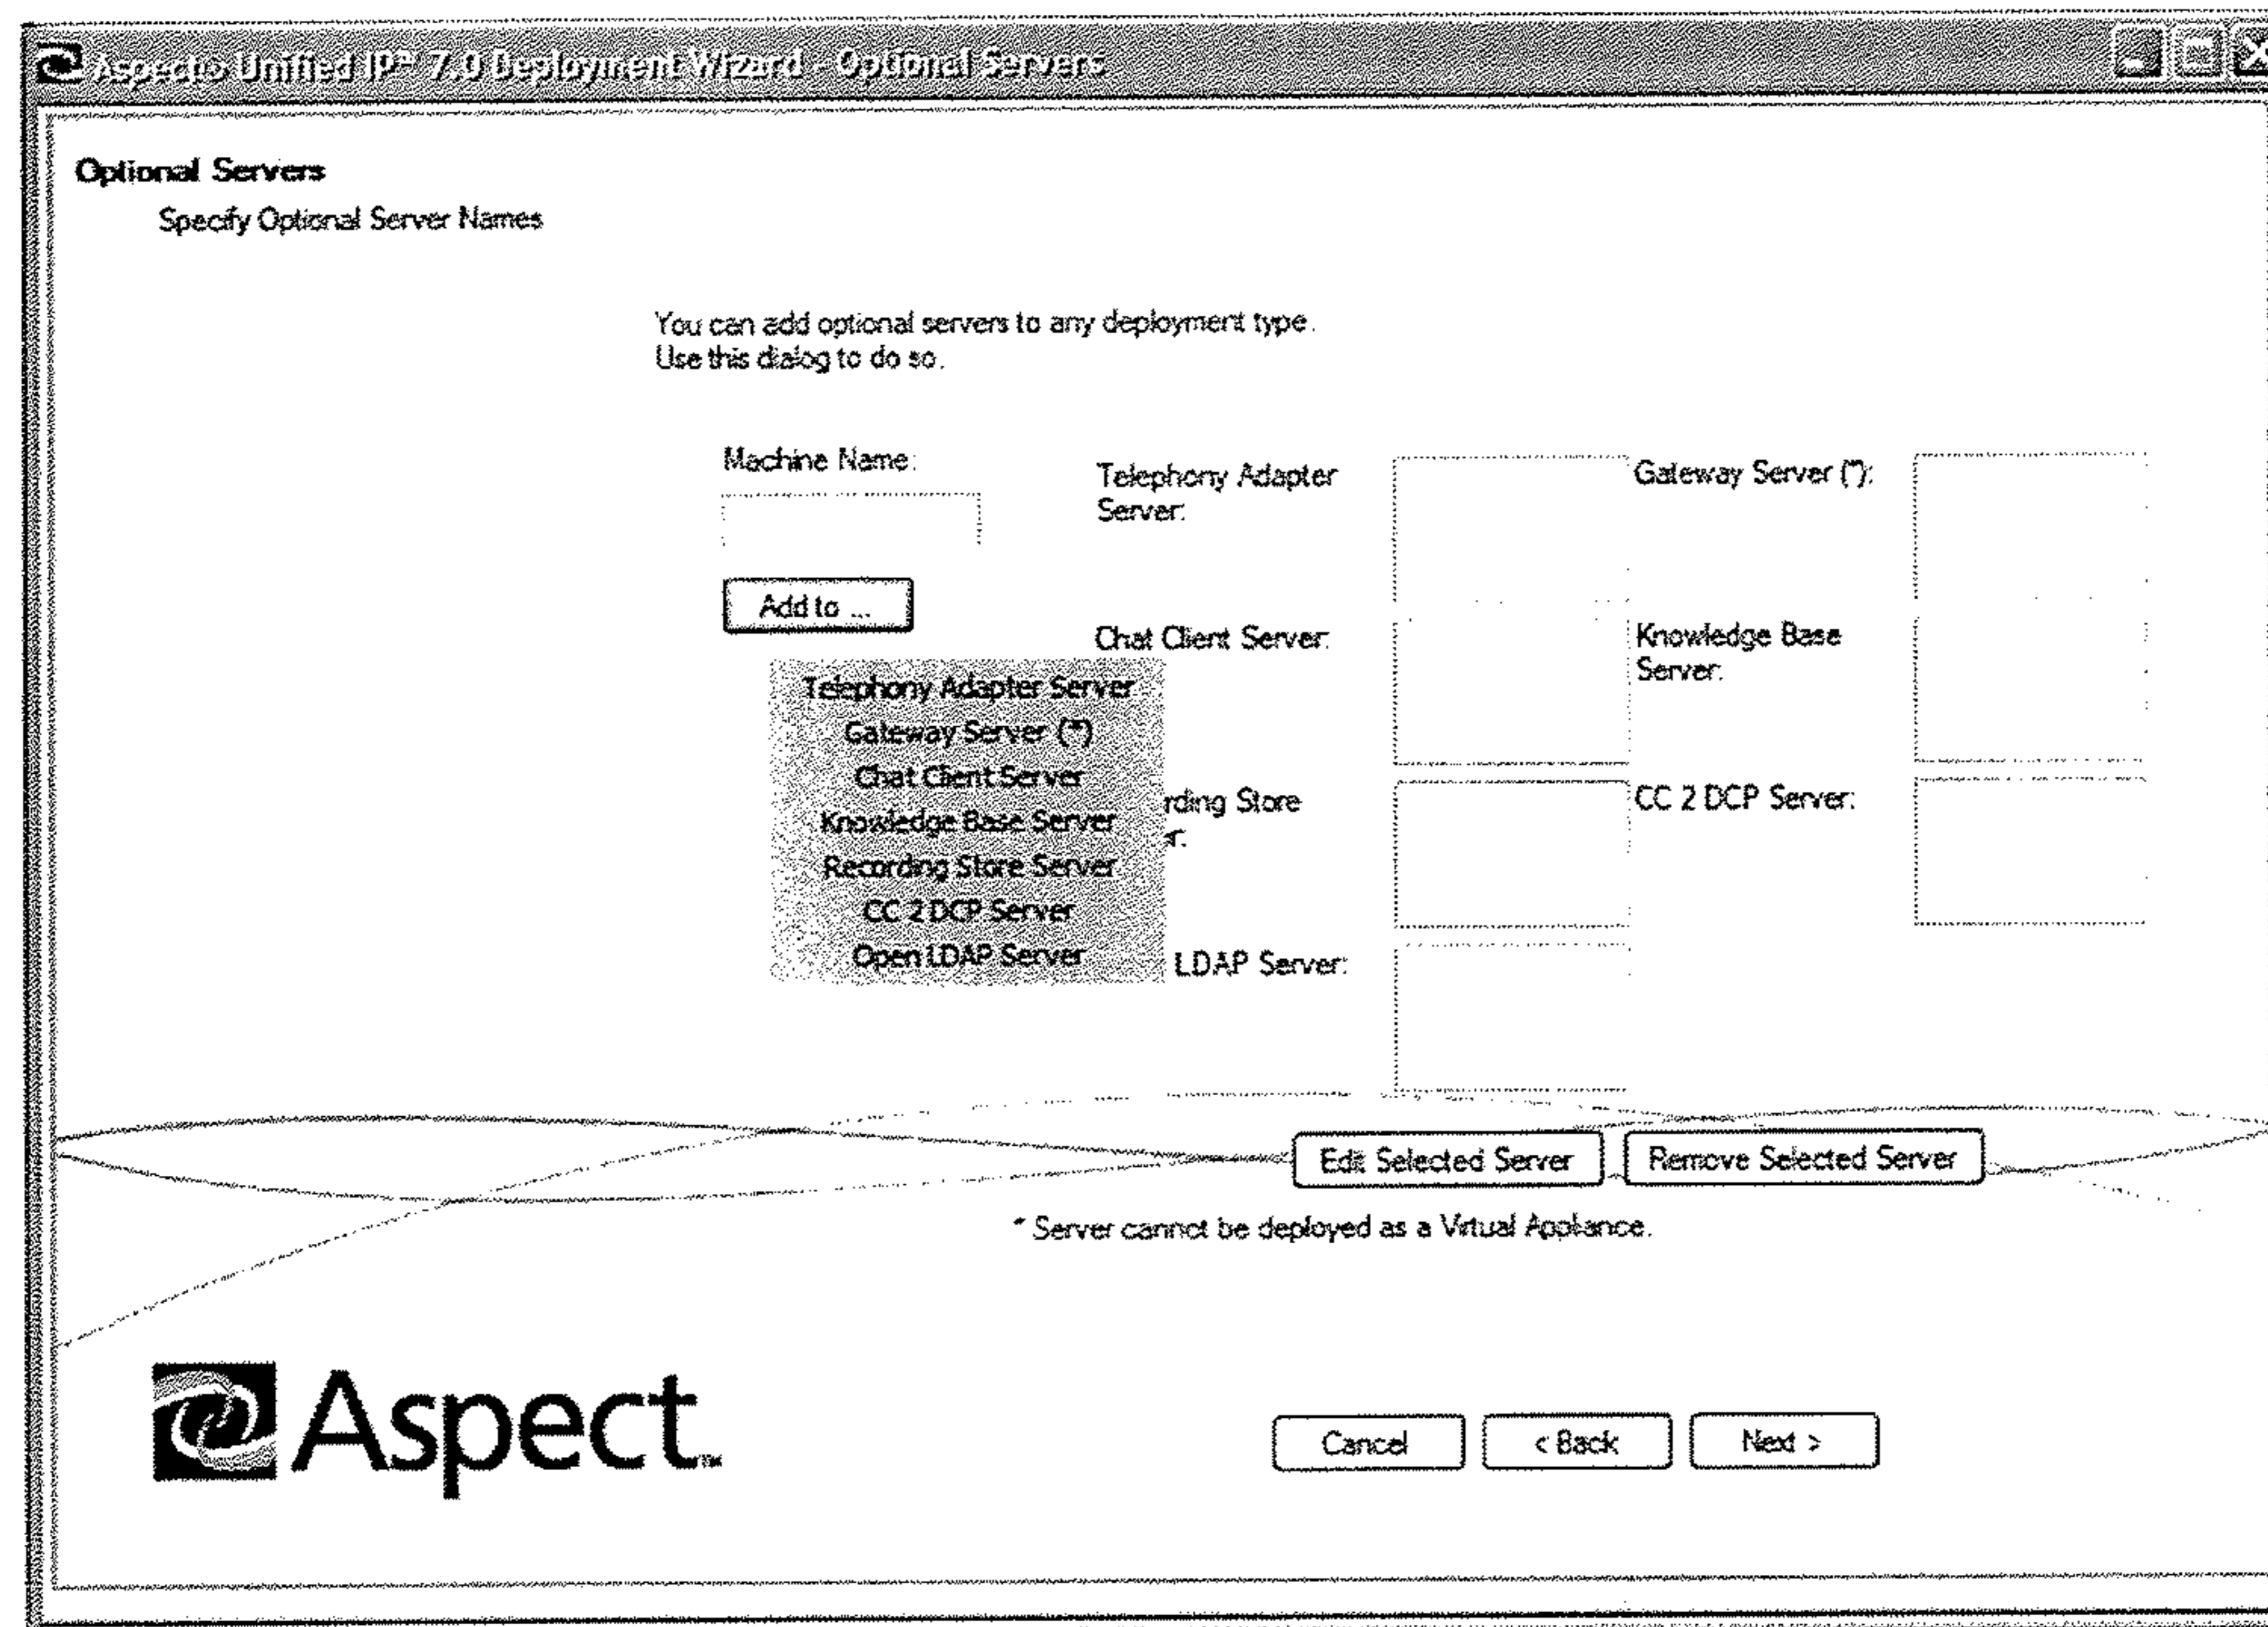 Aspect® Unified IP™ 7.0 Deployment Wizard - Optional Servers
Optional Servers
Specify Optional Server Names
You can add optional servers to any deployment type.
Use this dialog to do so.
Machine Name:
Add to ...
Telephony Adapter
Server:
Gateway Server (*):
Chat Client Server:
Knowledge Base
Server:
Telephony Adapter Server
Gateway Server (*)
Chat Client Server
Knowledge Base Server
Recording Store Server
CC 2 DCP Server
Open LDAP Server
rding Store
r:
CC 2 DCP Server:
LDAP Server:
Edit Selected Server
Remove Selected Server
* Server cannot be deployed as a Virtual Appliance.
Aspect™
Cancel
< Back
Next >